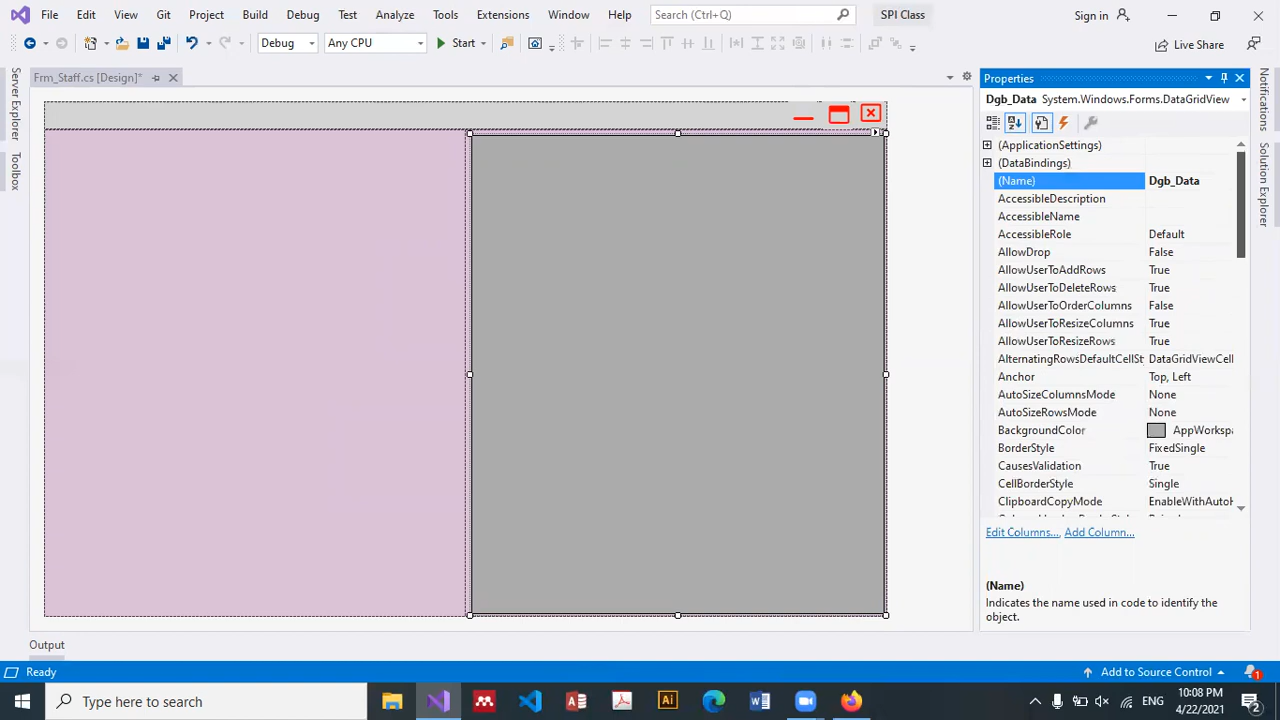 File Edit View Git Project Build Debug Test Analyze Tools Extensions Window Help Search (Ctrl+Q) SPI Class Sign in
Debug Any CPU Start Live Share
Frm_Staff.cs [Design]*
Server Explorer
Toolbox
Properties
Dgb_Data System.Windows.Forms.DataGridView
(ApplicationSettings)
(DataBindings)
(Name) Dgb_Data
AccessibleDescription
AccessibleName
AccessibleRole Default
AllowDrop False
AllowUserToAddRows True
AllowUserToDeleteRows True
AllowUserToOrderColumns False
AllowUserToResizeColumns True
AllowUserToResizeRows True
AlternatingRowsDefaultCellSt DataGridViewCell
Anchor Top, Left
AutoSizeColumnsMode None
AutoSizeRowsMode None
BackgroundColor AppWorksp
BorderStyle FixedSingle
CausesValidation True
CellBorderStyle Single
ClipboardCopyMode EnableWithAutoH
Edit Columns..., Add Column...
(Name)
Indicates the name used in code to identify the
object.
Notifications
Solution Explorer
Output
Ready Add to Source Control 1
Type here to search Ai ENG 10:08 PM
4/22/2021 2